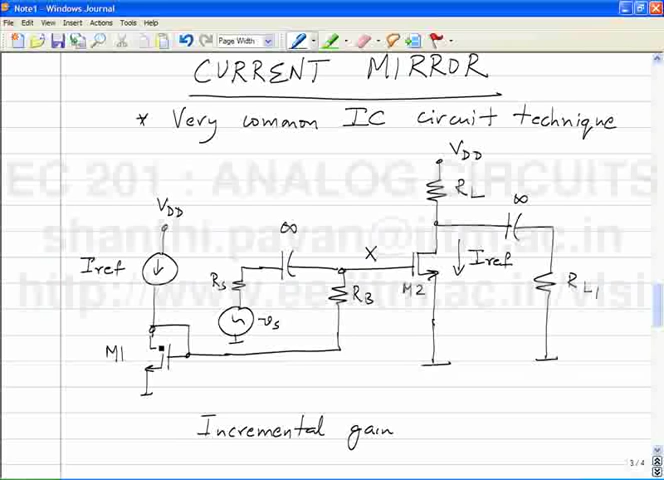 Note1 - Windows Journal
File Edit View Insert Actions Tools Help
Page Width
CURRENT MIRROR
* Very common IC circuit technique
EC 201 : ANALOG CIRCUITS
VDD
RL
∞
VDD
∞
X
Iref
Iref
RS
RB
M2
RL1
vs
M1
Incremental gain
3 / 4